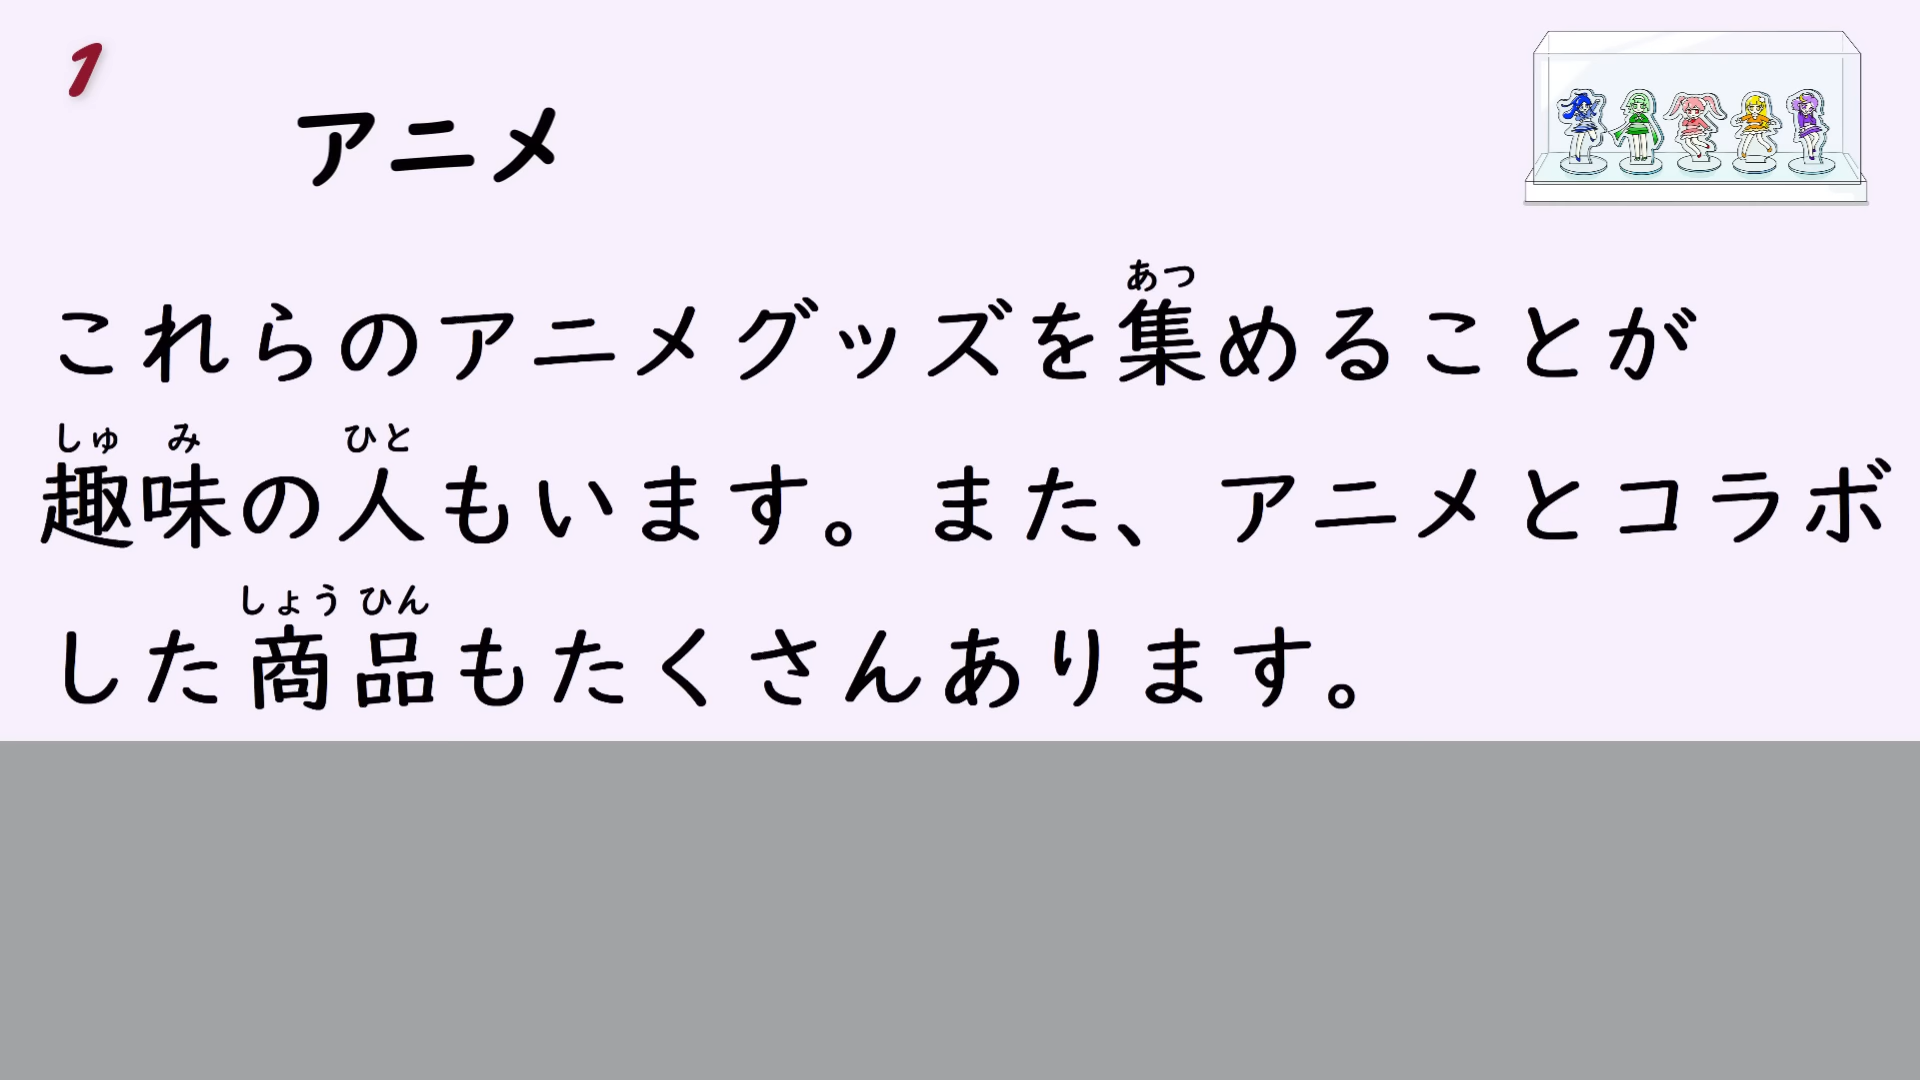 1
アニメ
あつ
これらのアニメグッズを集めることが
しゅ み ひと
趣味の人もいます。また、アニメとコラボ
しょう ひん
した商品もたくさんあります。